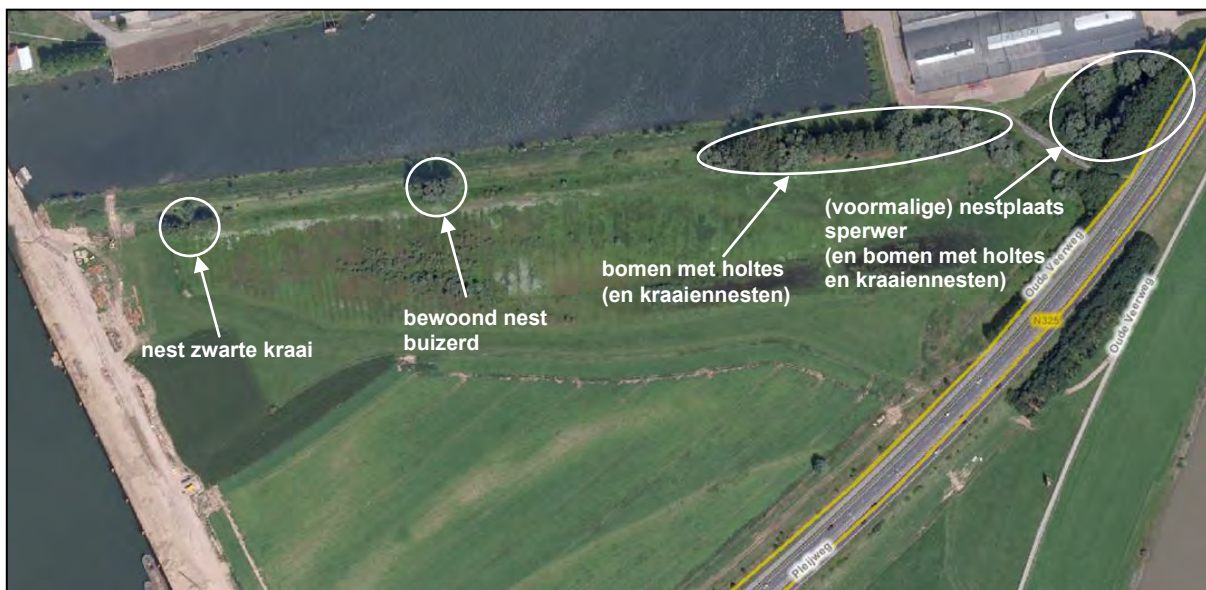 (voormalige) nestplaats
sperwer
(en bomen met holtes
en kraaiennesten)
bomen met holtes
(en kraaiennesten)
bewoond nest
buizerd
nest zwarte kraai
Oude Veerweg
N325
Oude Veerweg
Pleijweg